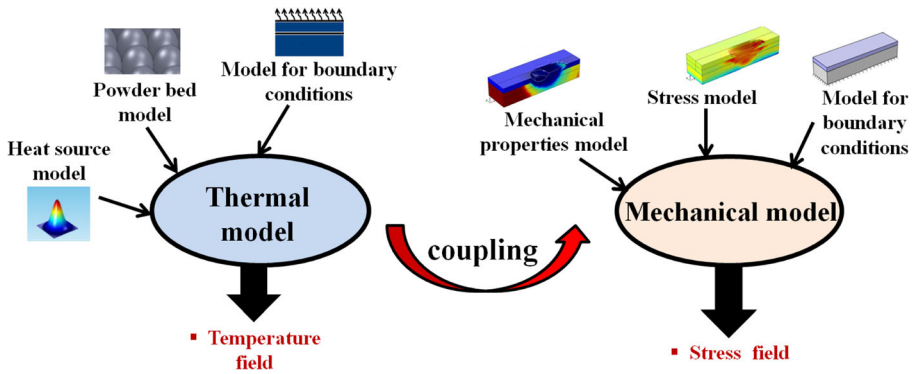 Powder bed
model
Model for boundary
conditions
Heat source
model
Thermal
model
▪ Temperature
field
coupling
Mechanical
properties model
Stress model
Model for
boundary
conditions
Mechanical model
▪ Stress field